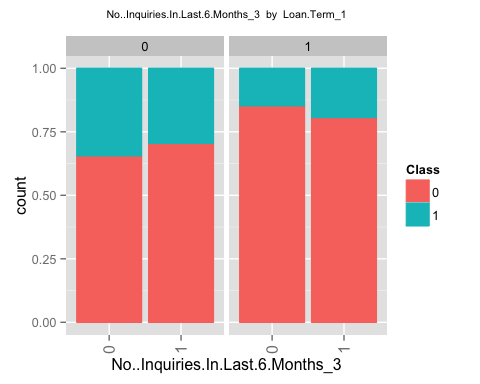 No..Inquiries.In.Last.6.Months_3 by Loan.Term_1
0 1
1.00
0.75
0.50
0.25
0.00
count
0 1 0 1
No..Inquiries.In.Last.6.Months_3
Class
0
1